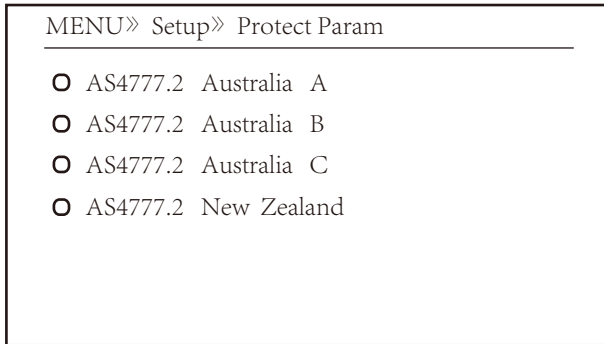 MENU» Setup» Protect Param
AS4777.2 Australia A
AS4777.2 Australia B
AS4777.2 Australia C
AS4777.2 New Zealand